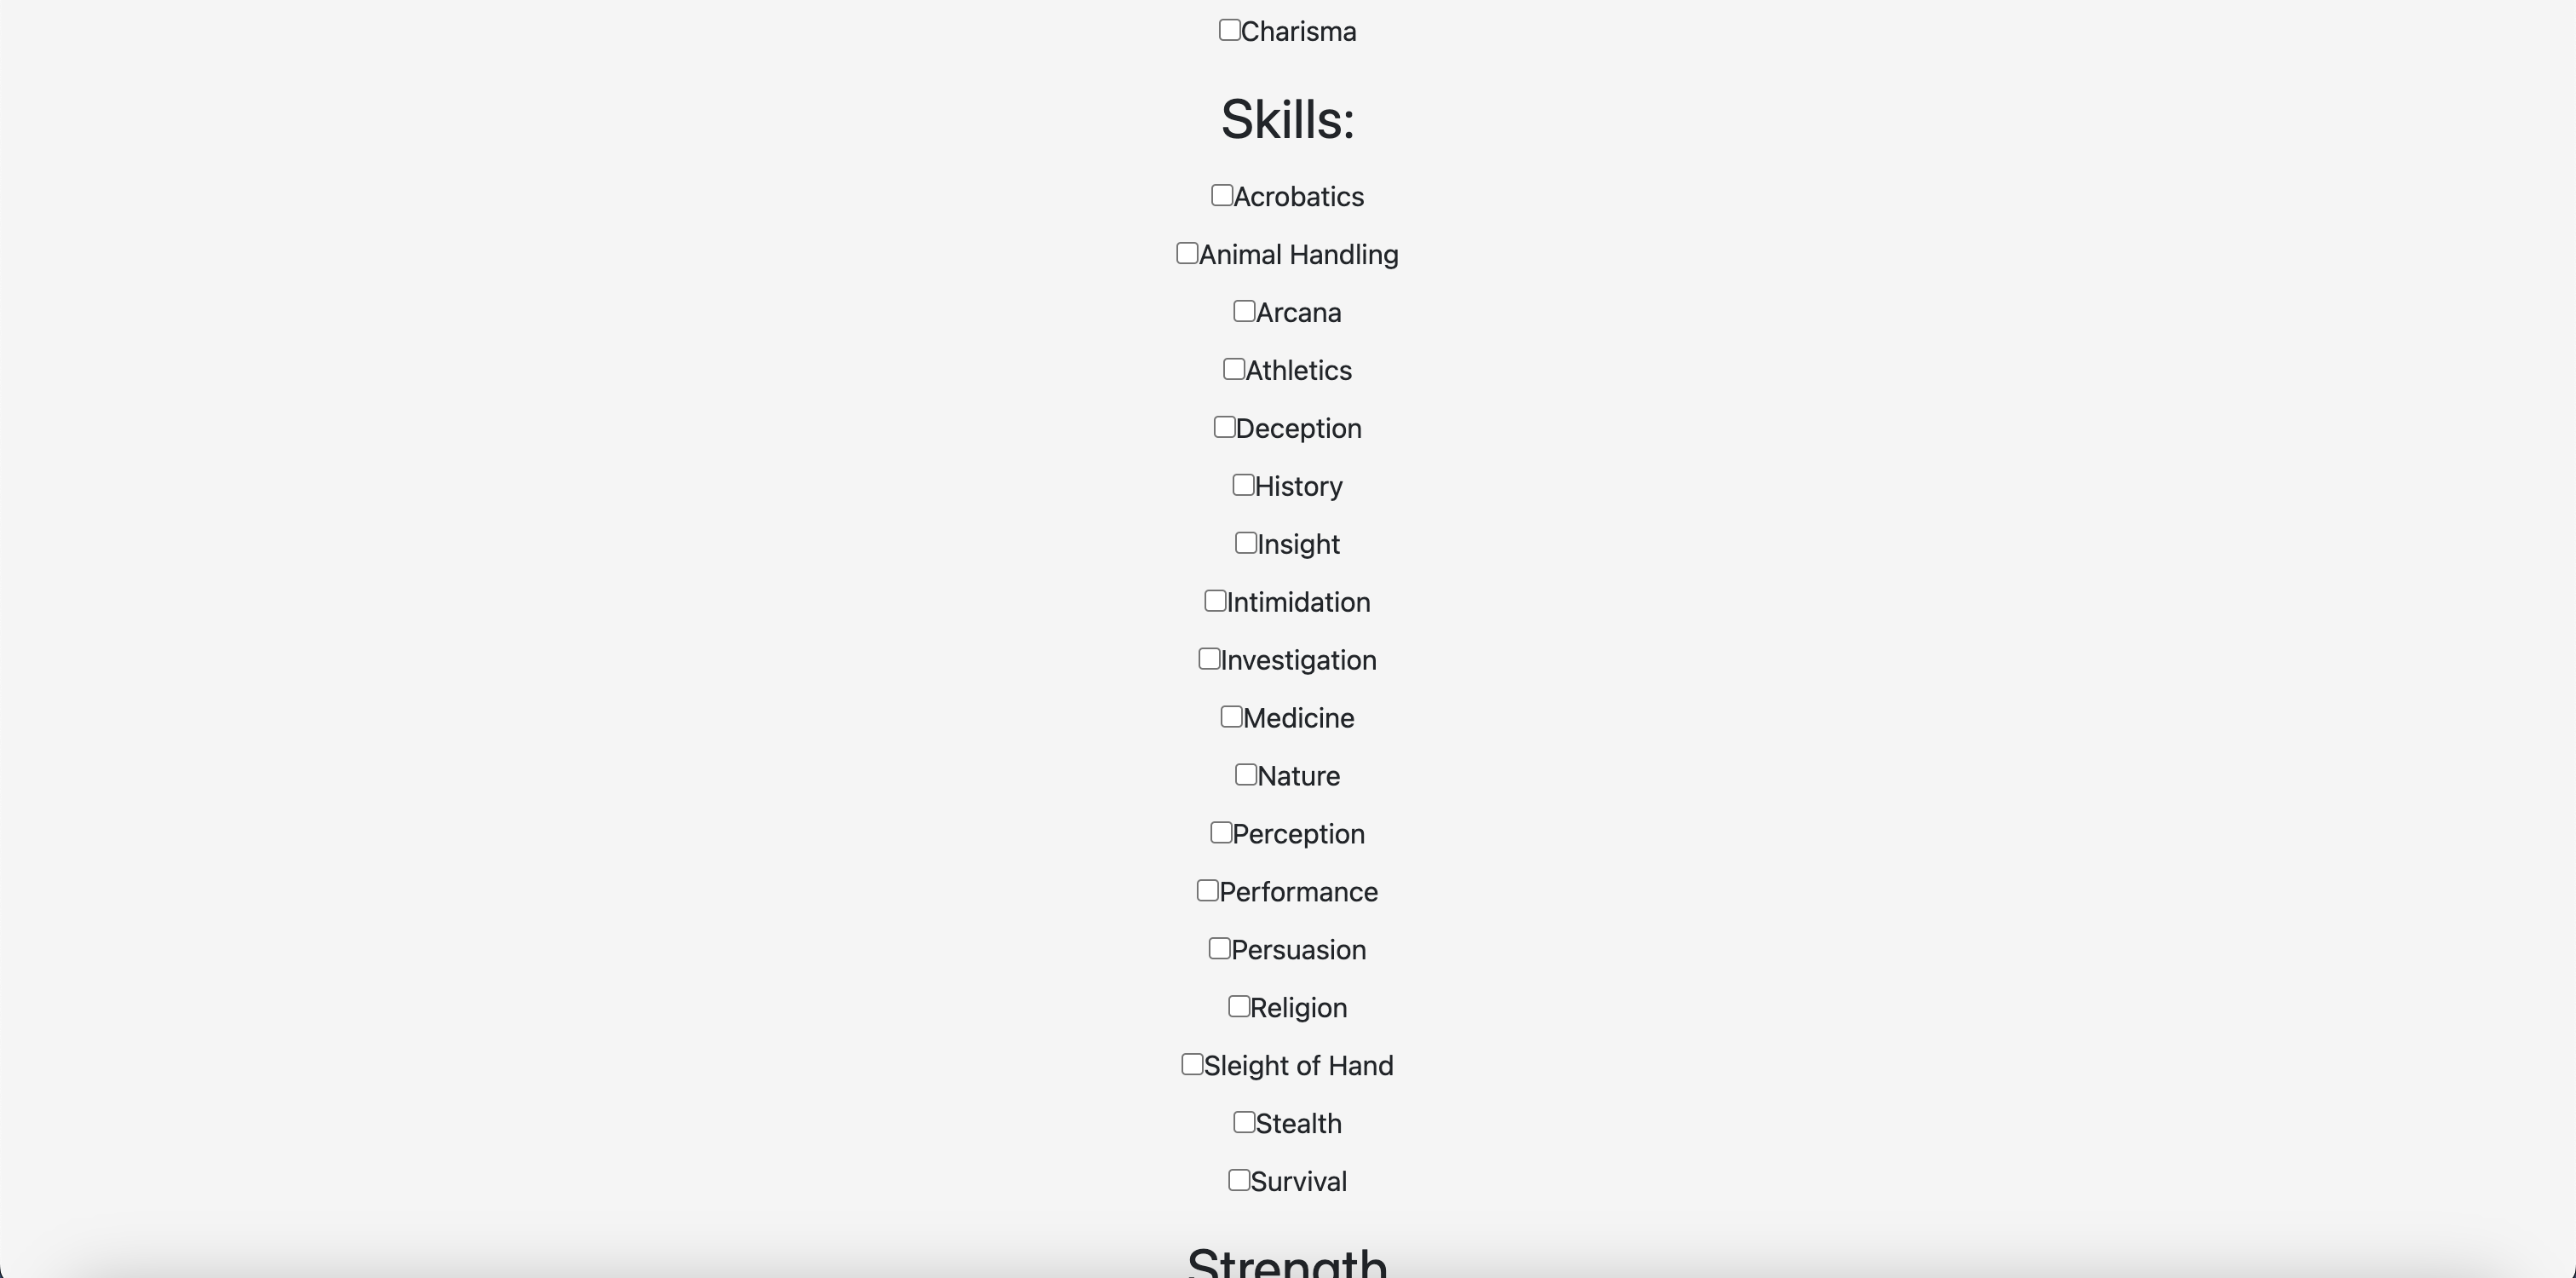 Charisma
Skills:
Acrobatics
Animal Handling
Arcana
Athletics
Deception
History
Insight
Intimidation
Investigation
Medicine
Nature
Perception
Performance
Persuasion
Religion
Sleight of Hand
Stealth
Survival
Strength